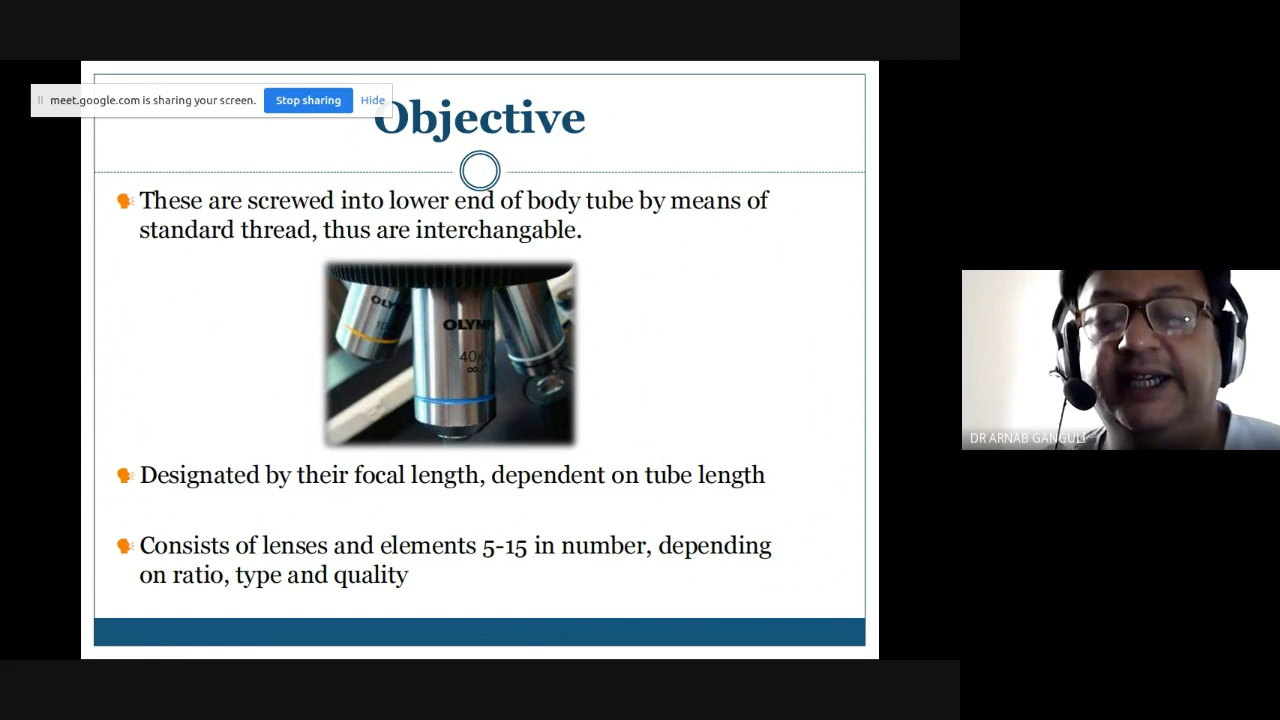 meet.google.com is sharing your screen. Stop sharing Hide
Objective
These are screwed into lower end of body tube by means of
standard thread, thus are interchangable.
OLYM
40x
Designated by their focal length, dependent on tube length
Consists of lenses and elements 5-15 in number, depending
on ratio, type and quality
DR ARNAB GANGULI